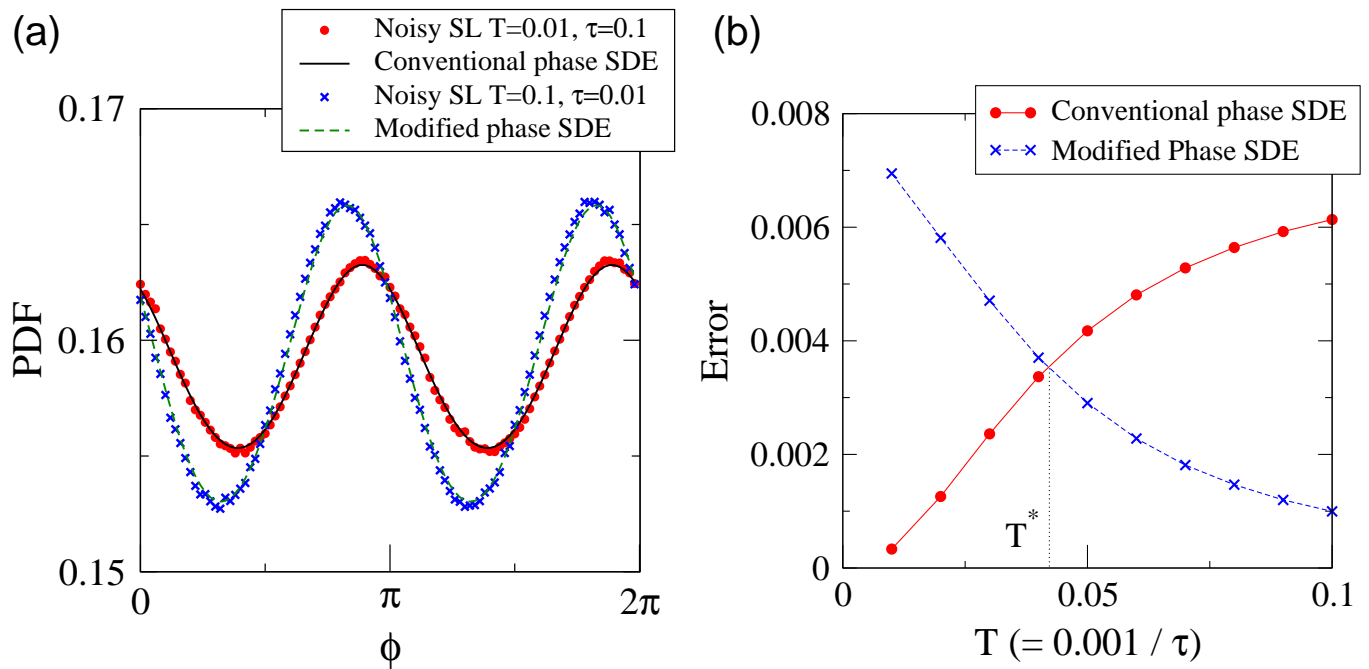 (a)
Noisy SL T=0.01, τ=0.1
Conventional phase SDE
Noisy SL T=0.1, τ=0.01
Modified phase SDE
0.17
0.16
0.15
PDF
0
π
2π
ϕ
(b)
Conventional phase SDE
Modified Phase SDE
0.008
0.006
0.004
0.002
0
Error
T*
0
0.05
0.1
T (= 0.001 / τ)